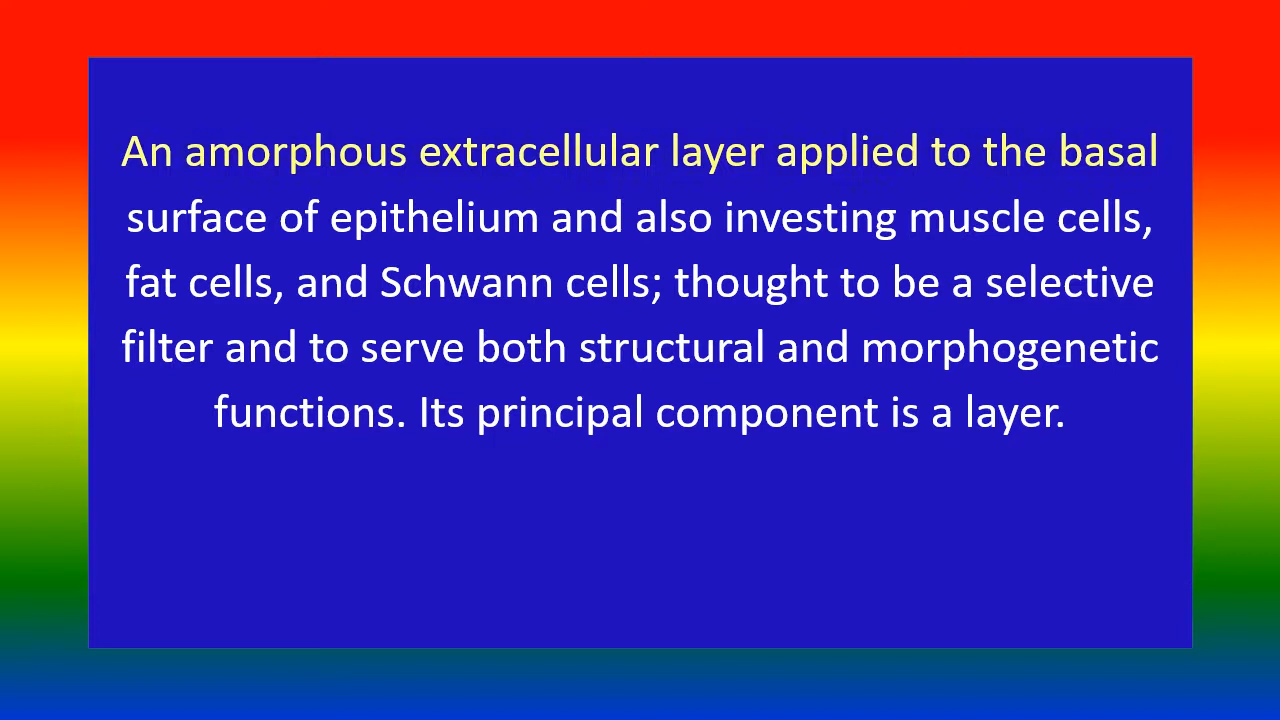 An amorphous extracellular layer applied to the basal
surface of epithelium and also investing muscle cells,
fat cells, and Schwann cells; thought to be a selective
filter and to serve both structural and morphogenetic
functions. Its principal component is a layer.